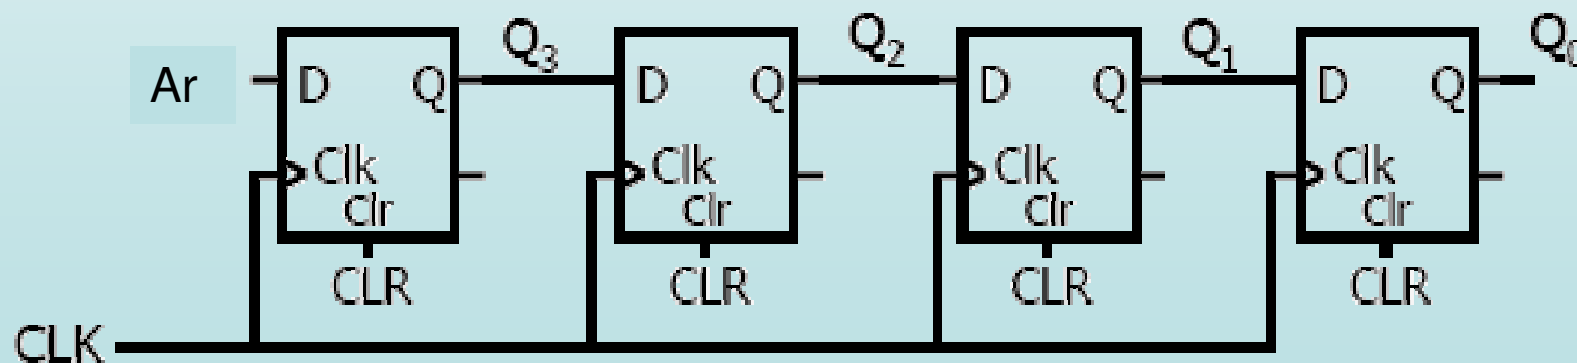 Q3 Q2 Q1 Q0
Ar D Q D Q D Q D Q
Clk Clk Clk Clk
Clr Clr Clr Clr
CLR CLR CLR CLR
CLK